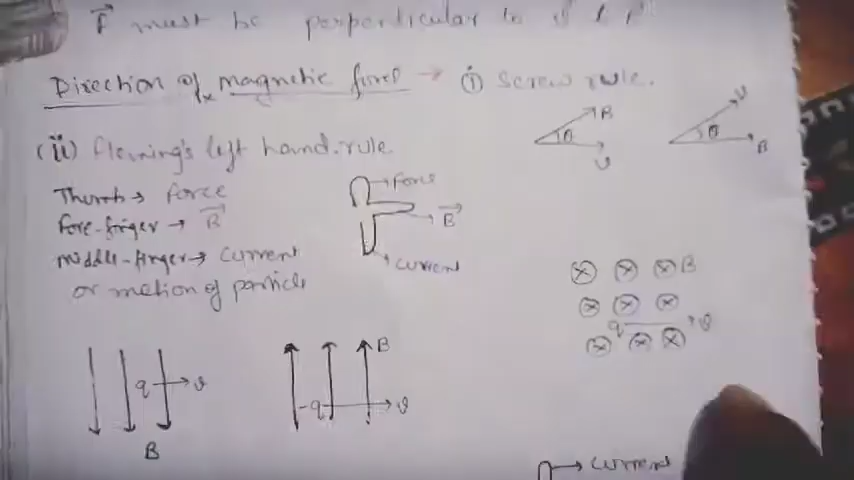 F must be perpendicular to v &
Direction of magnetic force → (i) Screw rule.
B
θ
v
v
θ
B
(ii) Fleming's left hand rule.
Thumb → force
fore-finger → B
middle-finger → current
or motion of particle
Force
B
current
B
q v
q v
B
B
-q v
current